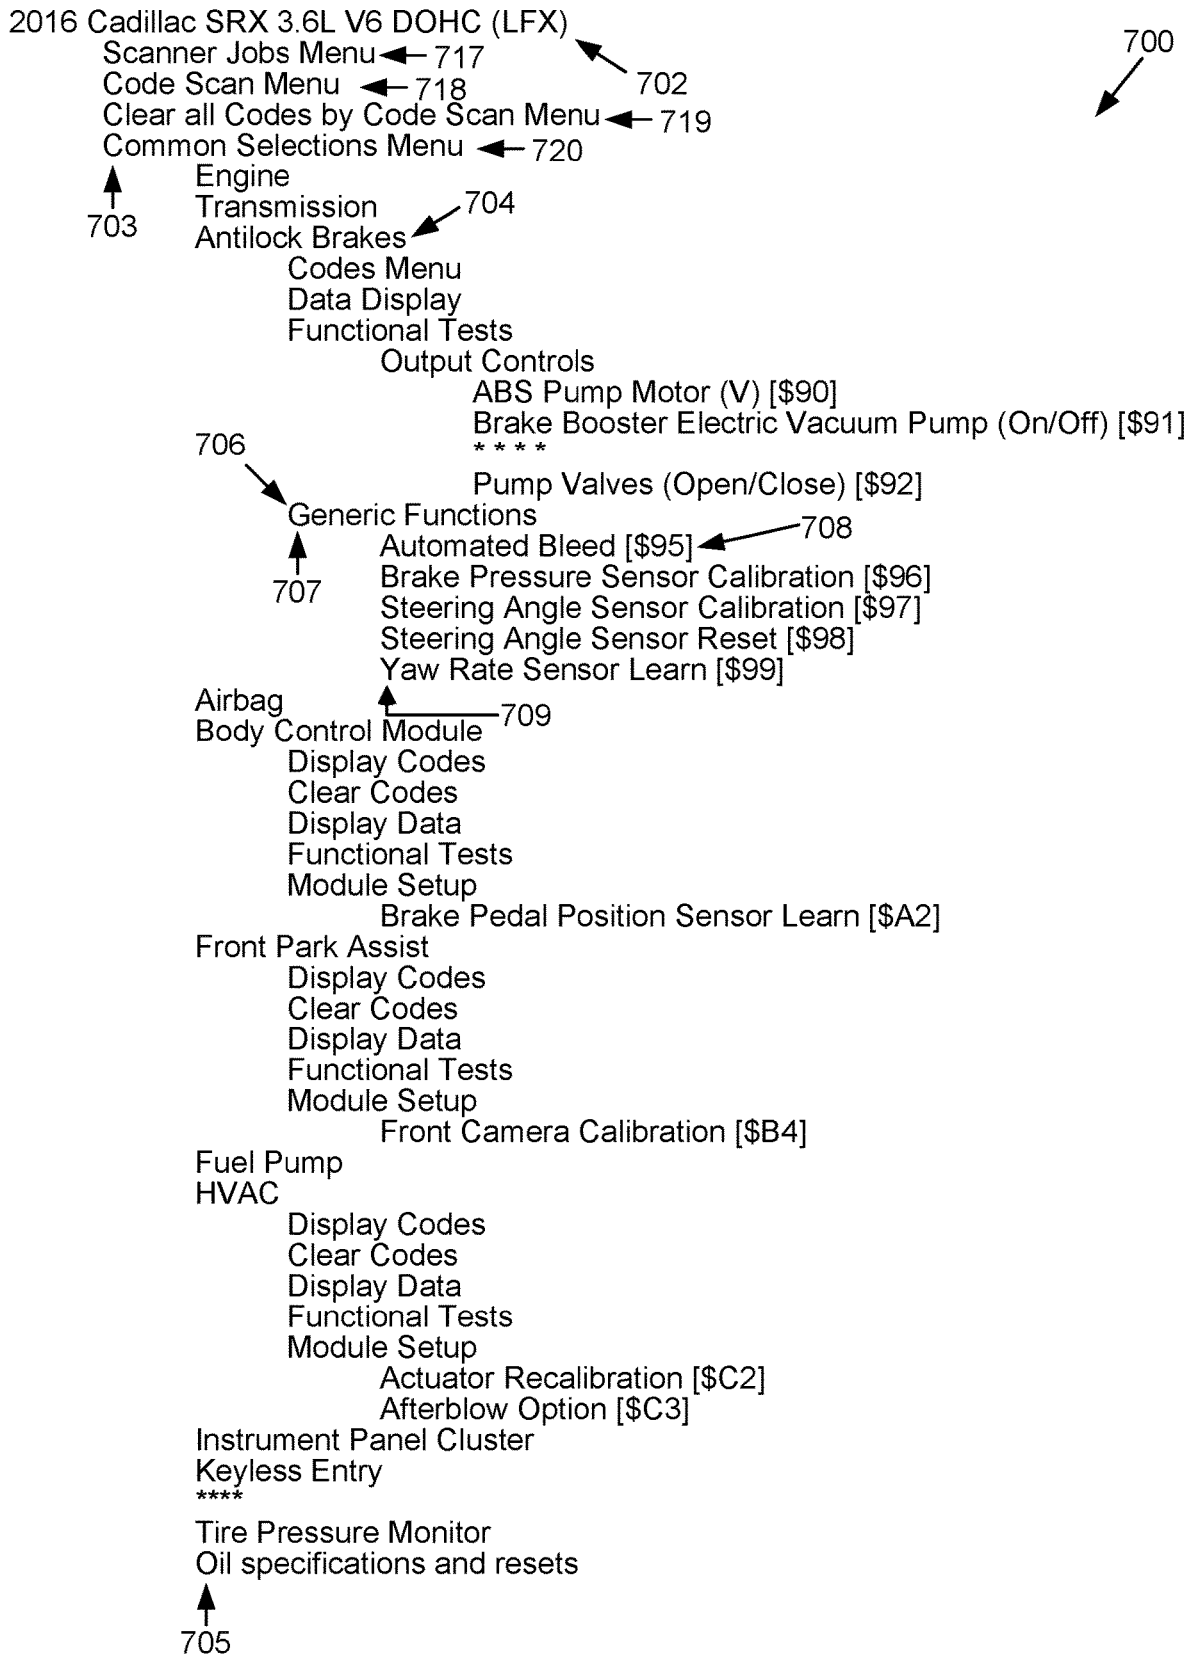 2016 Cadillac SRX 3.6L V6 DOHC (LFX)
700
Scanner Jobs Menu 717
702
Code Scan Menu 718
Clear all Codes by Code Scan Menu 719
Common Selections Menu 720
703
Engine
Transmission
704
Antilock Brakes
Codes Menu
Data Display
Functional Tests
Output Controls
ABS Pump Motor (V) [$90]
Brake Booster Electric Vacuum Pump (On/Off) [$91]
* * * *
706
Pump Valves (Open/Close) [$92]
Generic Functions
707
708
Automated Bleed [$95]
Brake Pressure Sensor Calibration [$96]
Steering Angle Sensor Calibration [$97]
Steering Angle Sensor Reset [$98]
Yaw Rate Sensor Learn [$99]
709
Airbag
Body Control Module
Display Codes
Clear Codes
Display Data
Functional Tests
Module Setup
Brake Pedal Position Sensor Learn [$A2]
Front Park Assist
Display Codes
Clear Codes
Display Data
Functional Tests
Module Setup
Front Camera Calibration [$B4]
Fuel Pump
HVAC
Display Codes
Clear Codes
Display Data
Functional Tests
Module Setup
Actuator Recalibration [$C2]
Afterblow Option [$C3]
Instrument Panel Cluster
Keyless Entry
****
Tire Pressure Monitor
Oil specifications and resets
705